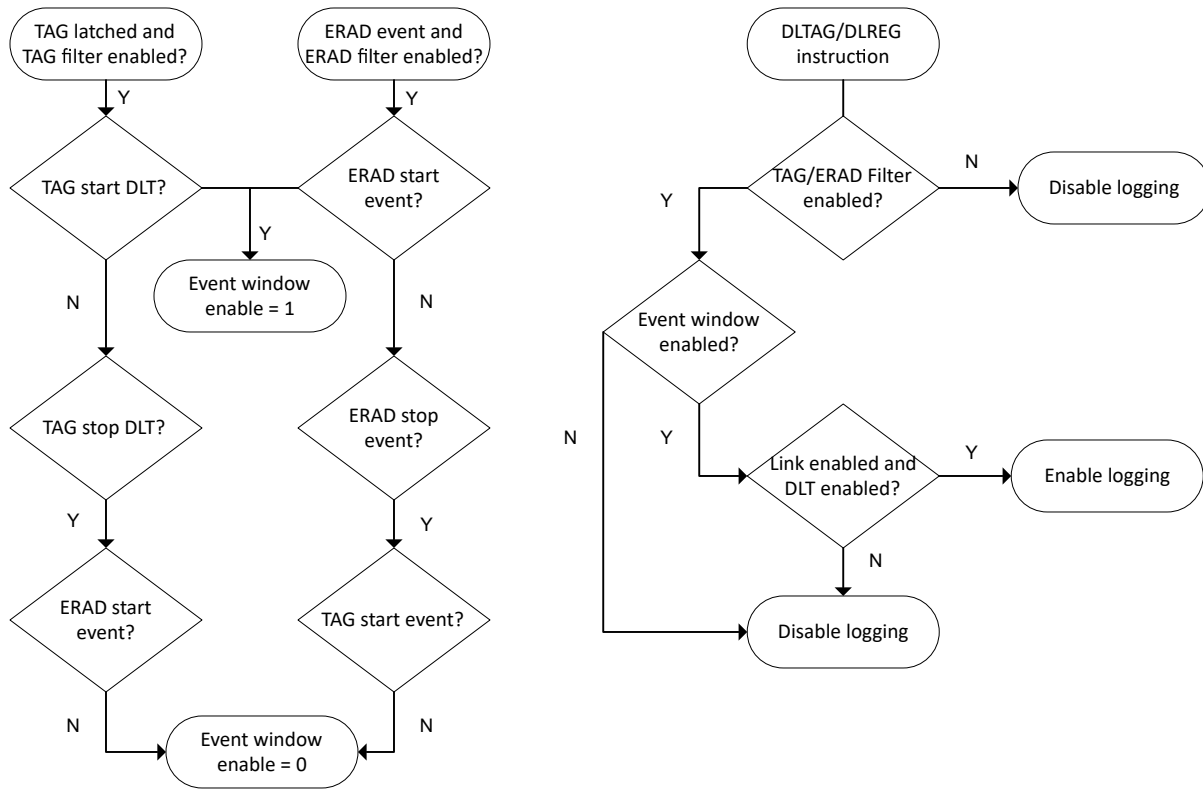 TAG latched and
TAG filter enabled?
ERAD event and
ERAD filter enabled?
Y
Y
TAG start DLT?
ERAD start
event?
Y
Event window
enable = 1
N
N
TAG stop DLT?
ERAD stop
event?
Y
Y
ERAD start
event?
TAG start event?
N
N
Event window
enable = 0
DLTAG/DLREG
instruction
TAG/ERAD Filter
enabled?
N
Disable logging
Y
Event window
enabled?
N
Y
Link enabled and
DLT enabled?
Y
Enable logging
N
Disable logging